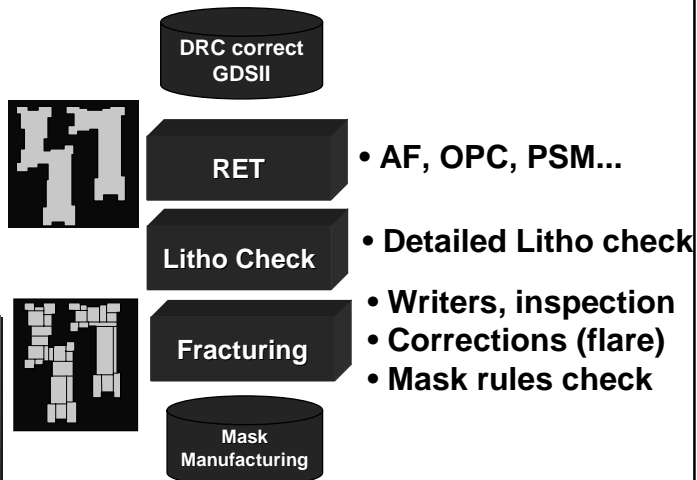 DRC correct
GDSII
RET
• AF, OPC, PSM...
Litho Check
• Detailed Litho check
Fracturing
• Writers, inspection
• Corrections (flare)
• Mask rules check
Mask
Manufacturing